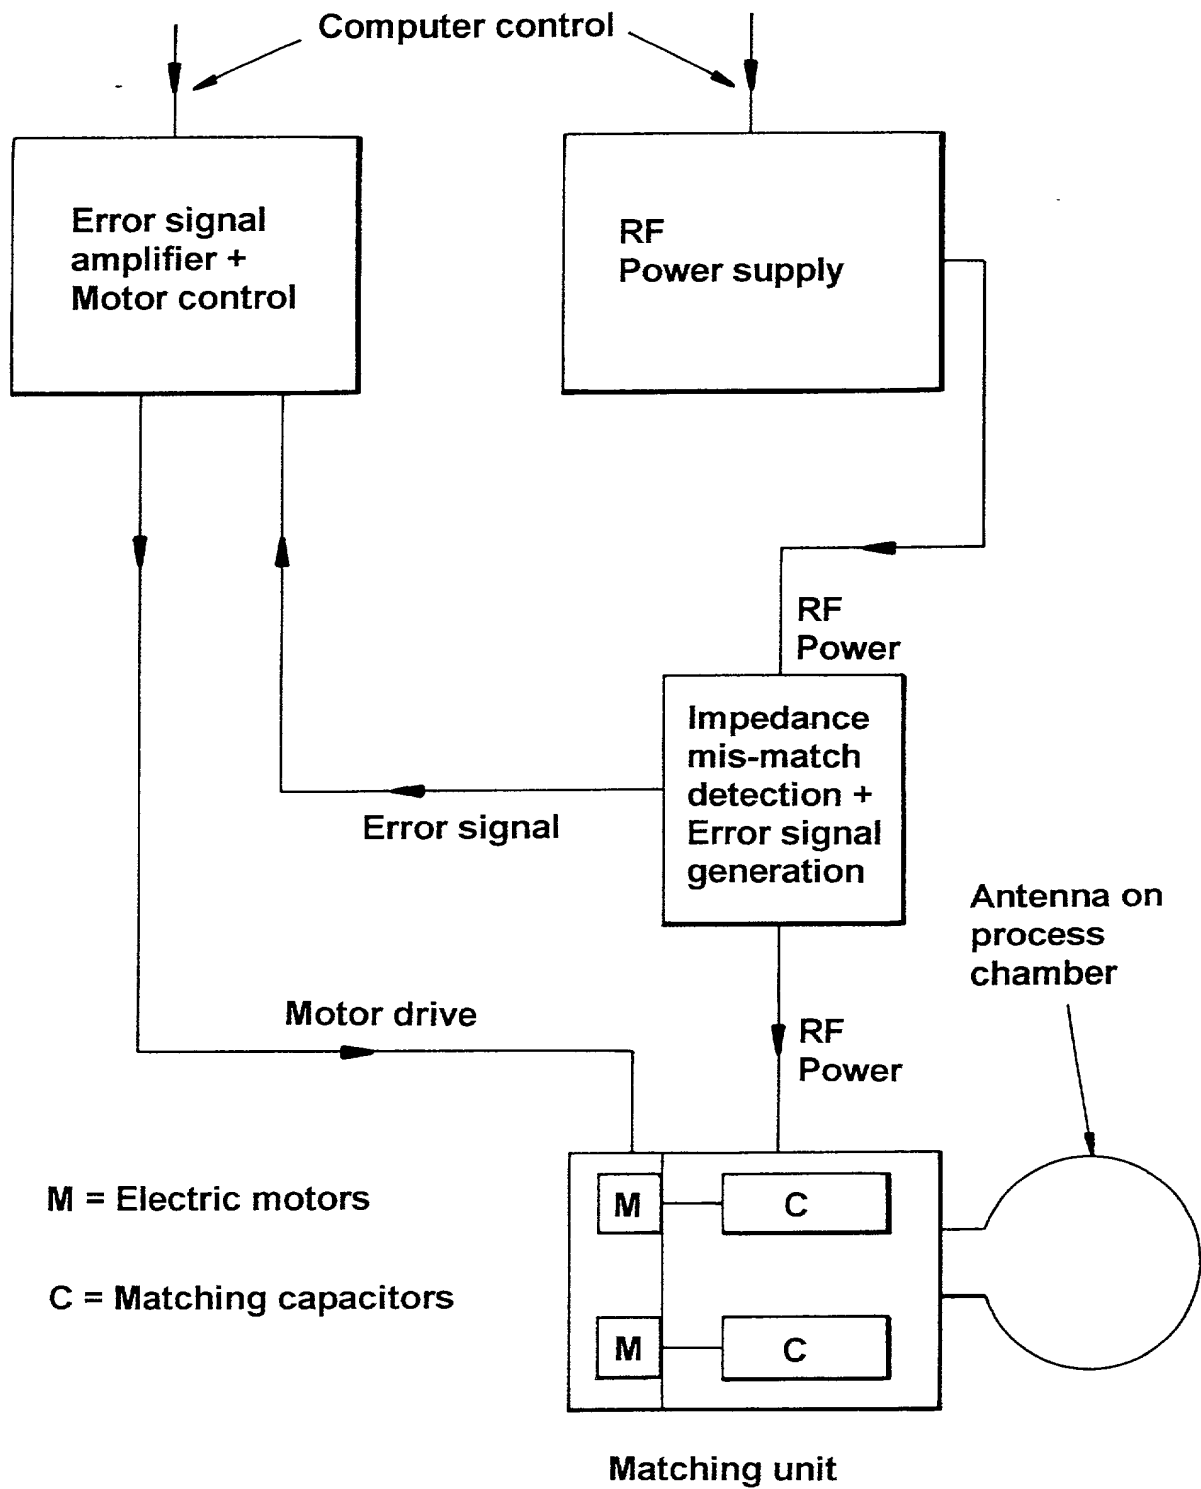 Computer control
Error signal
amplifier +
Motor control
RF
Power supply
RF
Power
Impedance
mis-match
detection +
Error signal
generation
Error signal
Antenna on
process
chamber
Motor drive
RF
Power
M = Electric motors
C = Matching capacitors
M
C
M
C
Matching unit